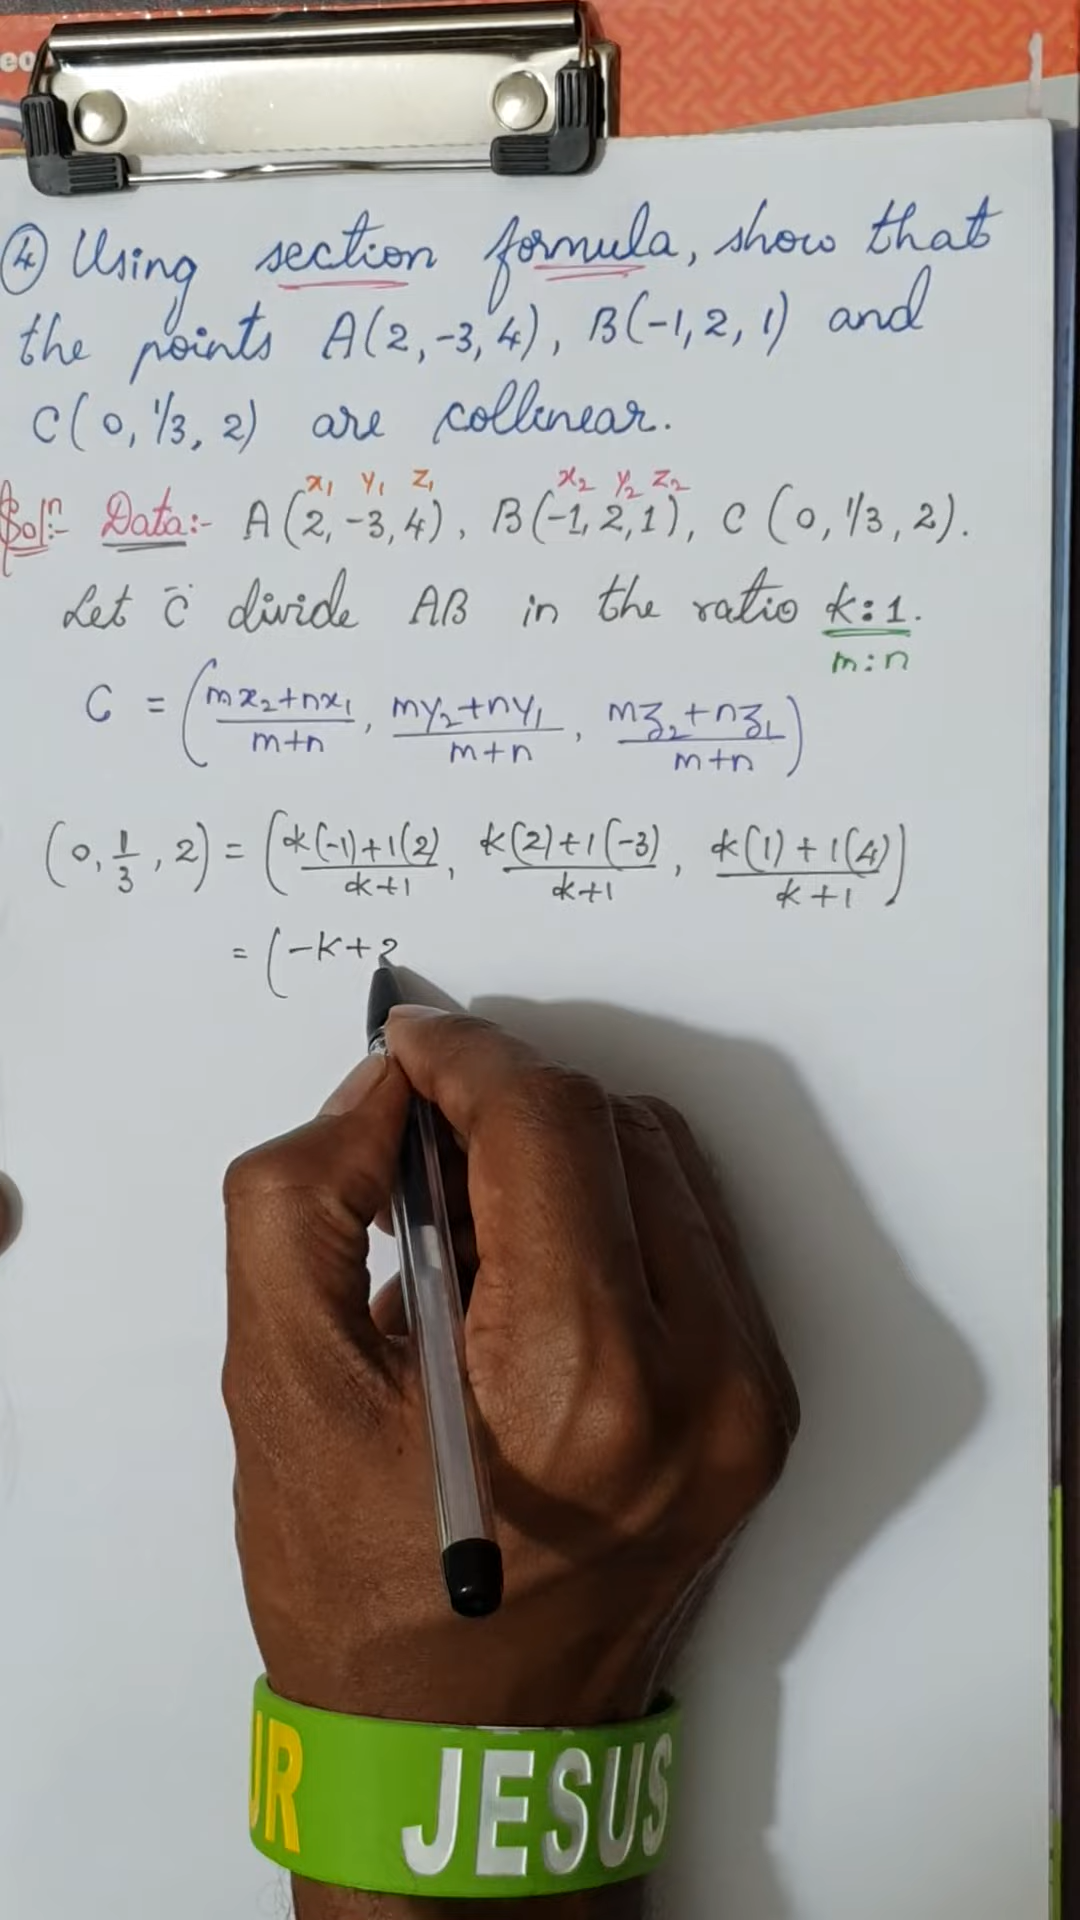 eo
④ Using section formula, show that
the points A(2, -3, 4), B(-1, 2, 1) and
C(0, 1/3, 2) are collinear.
x₁ y₁ z₁ x₂ y₂ z₂
Solⁿ:- Data:- A(2, -3, 4), B(-1, 2, 1), C(0, 1/3, 2).
Let 'C' divide AB in the ratio k:1.
m:n
C = ((mx₂+nx₁)/(m+n), (my₂+ny₁)/(m+n), (mz₂+nz₁)/(m+n))
(0, 1/3, 2) = ((k(-1)+1(2))/(k+1), (k(2)+1(-3))/(k+1), (k(1)+1(4))/(k+1))
= (-k+2
UR JESUS